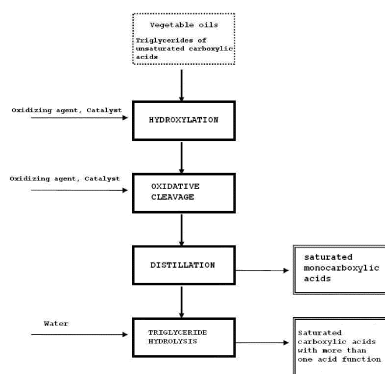 Vegetable oils
Triglycerides of
unsaturated carboxylic
acids
Oxidizing agent, Catalyst
HYDROXYLATION
Oxidizing agent, Catalyst
OXIDATIVE
CLEAVAGE
DISTILLATION
saturated
monocarboxylic
acids
Water
TRIGLYCERIDE
HYDROLYSIS
Saturated
carboxylic acids
with more than
one acid function